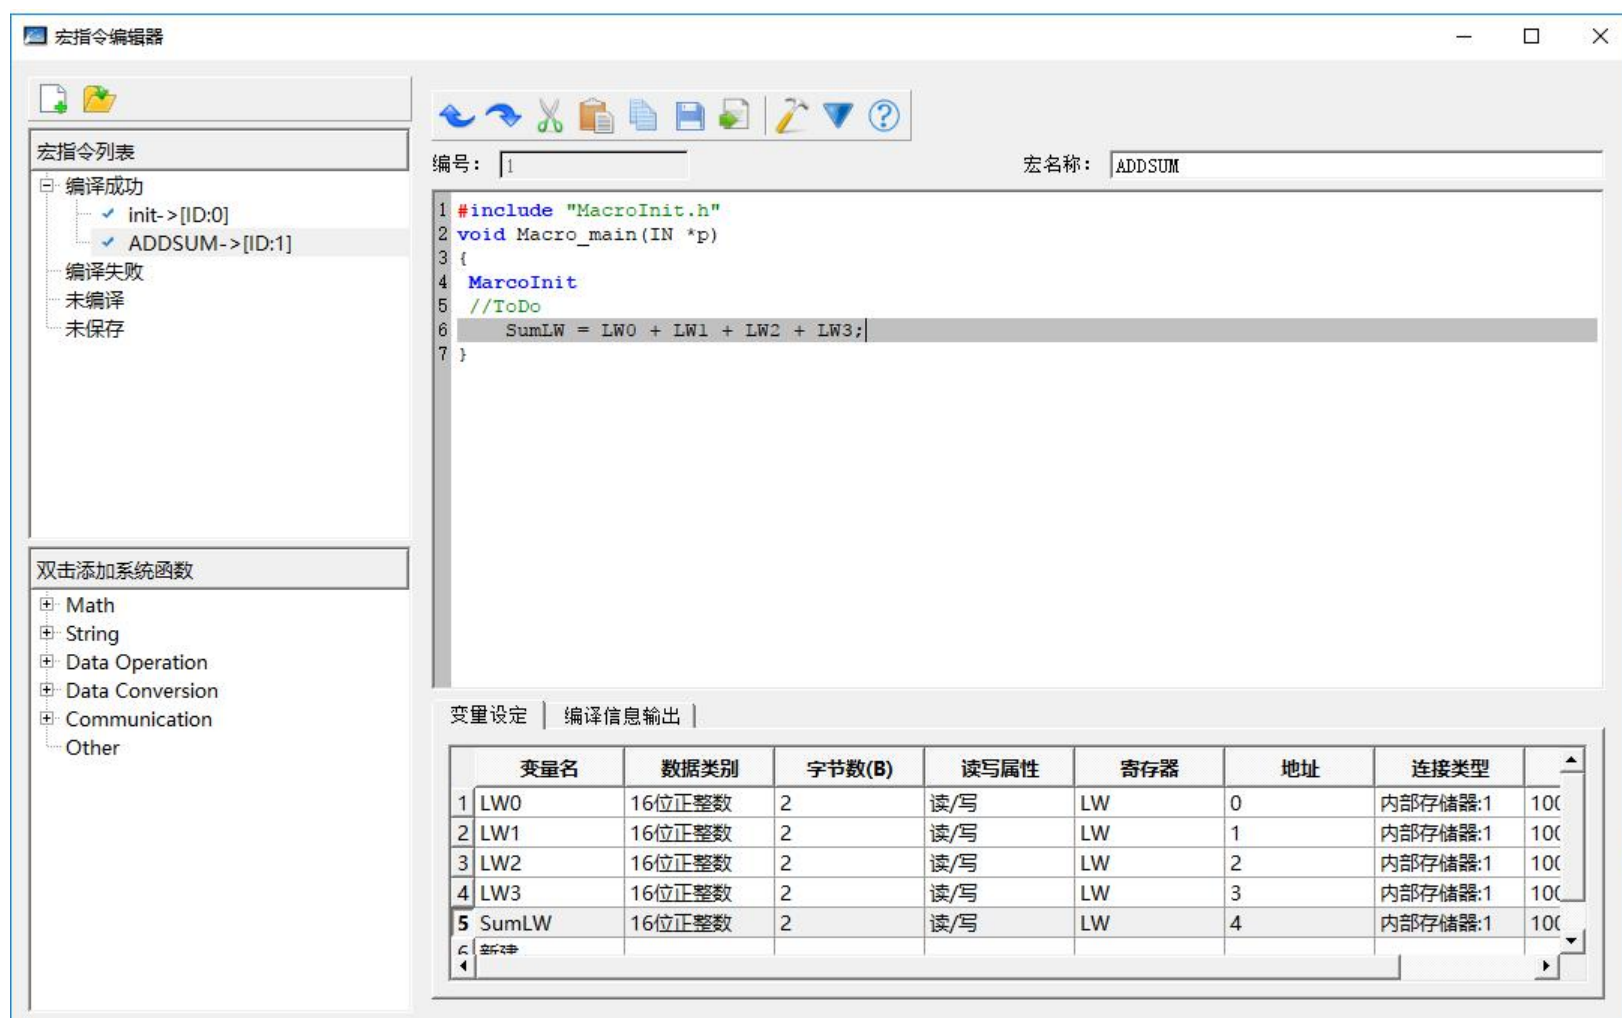 宏指令编辑器
宏指令列表
编译成功
init->[ID:0]
ADDSUM->[ID:1]
编译失败
未编译
未保存
双击添加系统函数
Math
String
Data Operation
Data Conversion
Communication
Other
编号： 1 宏名称： ADDSUM
1 #include "MacroInit.h"
2 void Macro_main(IN *p)
3 {
4 MarcoInit
5 //ToDo
6 SumLW = LW0 + LW1 + LW2 + LW3;
7 }
变量设定 编译信息输出
变量名 数据类别 字节数(B) 读写属性 寄存器 地址 连接类型
1 LW0 16位正整数 2 读/写 LW 0 内部存储器:1 100
2 LW1 16位正整数 2 读/写 LW 1 内部存储器:1 100
3 LW2 16位正整数 2 读/写 LW 2 内部存储器:1 100
4 LW3 16位正整数 2 读/写 LW 3 内部存储器:1 100
5 SumLW 16位正整数 2 读/写 LW 4 内部存储器:1 100
6 新建